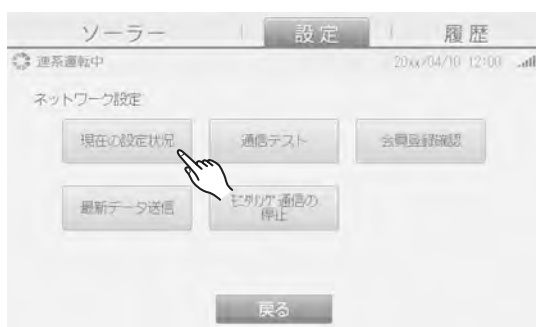 ソーラー 設定 履歴
連系運転中 20xx/04/10 12:00
ネットワーク設定
現在の設定状況 通信テスト 会員登録確認
最新データ送信 ﾓﾆﾀﾘﾝｸﾞ通信の
停止
戻る